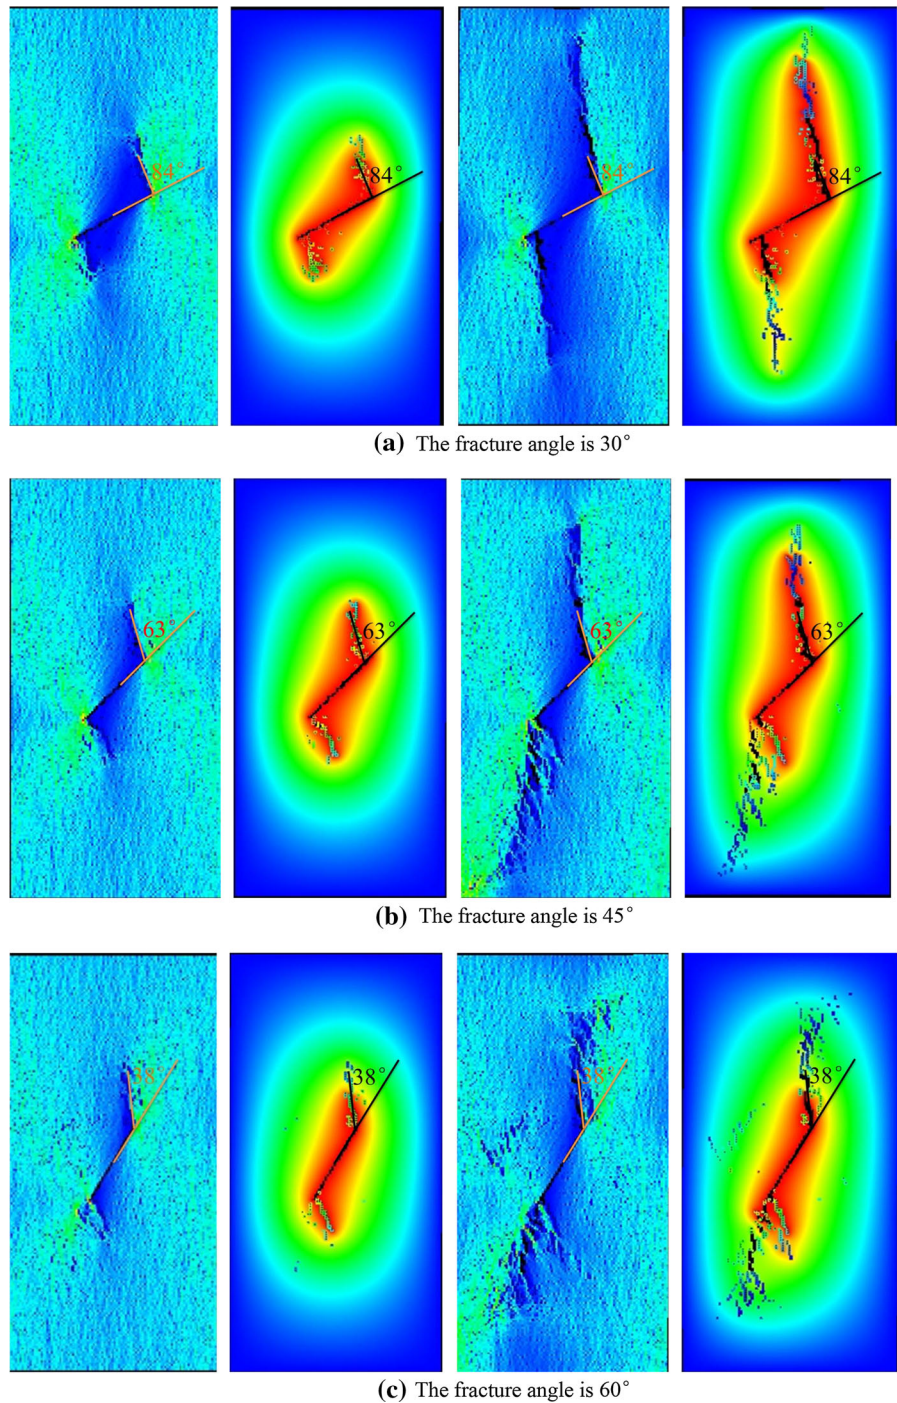 84° 84° 84° 84°
(a) The fracture angle is 30°
63° 63° 63° 63°
(b) The fracture angle is 45°
38° 38° 38° 38°
(c) The fracture angle is 60°